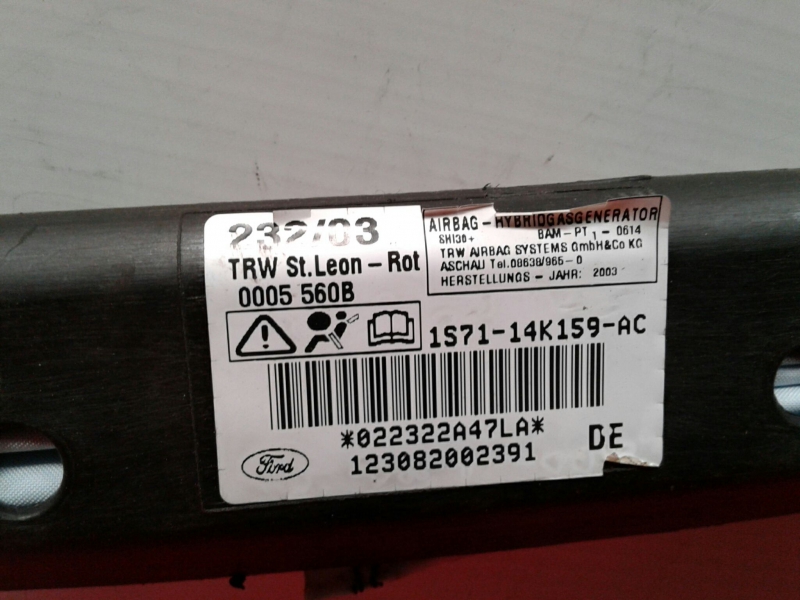 232/03
TRW St.Leon - Rot
0005 560B
AIRBAG - HYBRIDGASGENERATOR
SHI30+ BAM-PT 1 - 0614
TRW AIRBAG SYSTEMS GmbH&Co KG
ASCHAU Tel.08638/965-0
HERSTELLUNGS - JAHR: 2003
1S71-14K159-AC
*022322A47LA*
123082002391
DE
Ford